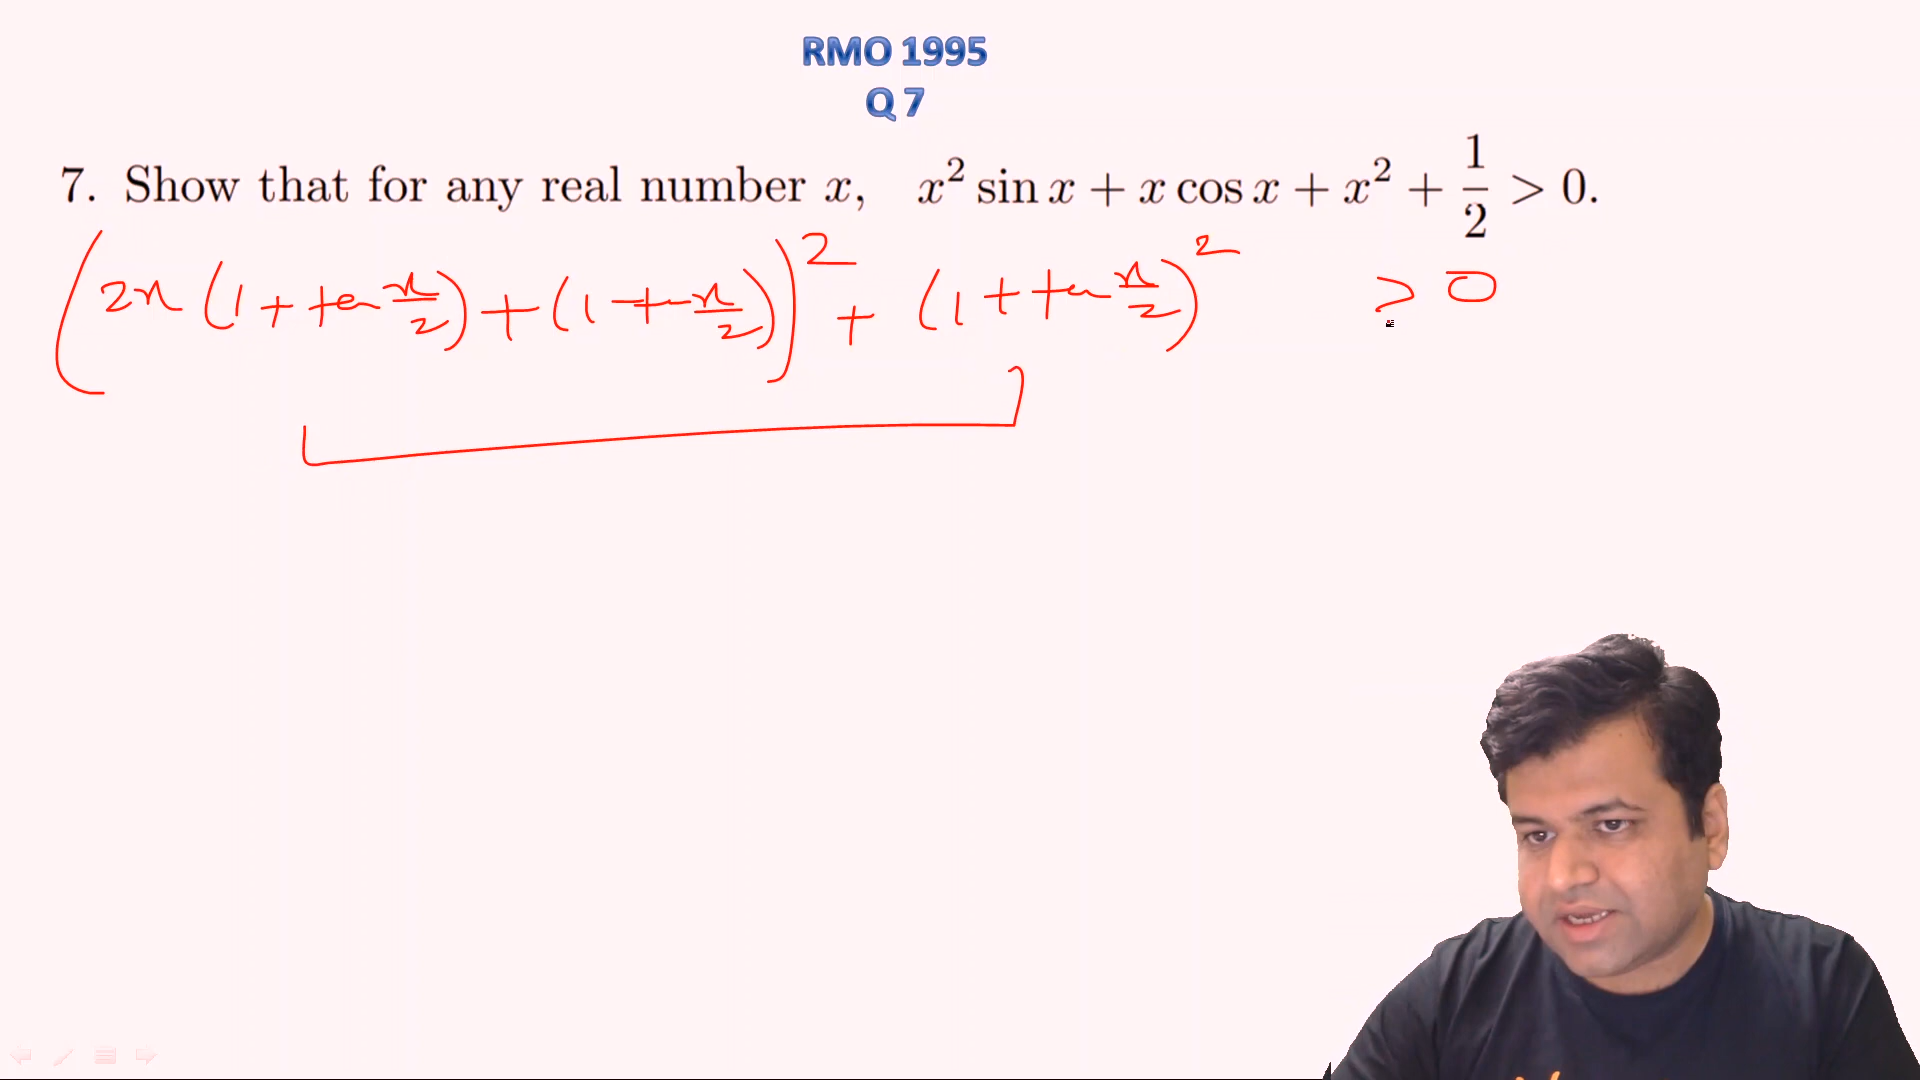 RMO 1995
Q 7
7. Show that for any real number x, x² sin x + x cos x + x² + 1/2 > 0.
(2x (1 + tan x/2) + (1 - tan x/2))² + (1 + tan x/2)² > 0